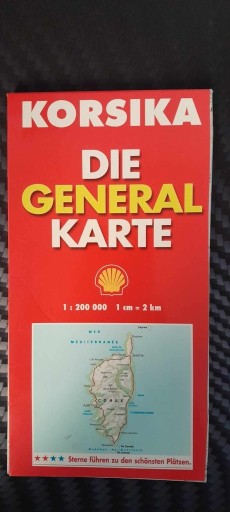 KORSIKA
DIE
GENERAL
KARTE
1 : 200 000 1 cm = 2 km
MER
MÉDITERRANÉE
CORSE
Sterne führen zu den schönsten Plätzen.